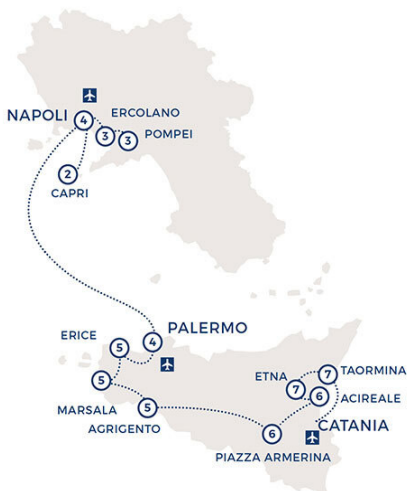 NAPOLI
4
ERCOLANO
3
POMPEI
3
2
CAPRI
PALERMO
4
ERICE
5
5
MARSALA
5
AGRIGENTO
TAORMINA
7
ETNA
7
ACIREALE
6
CATANIA
6
PIAZZA ARMERINA